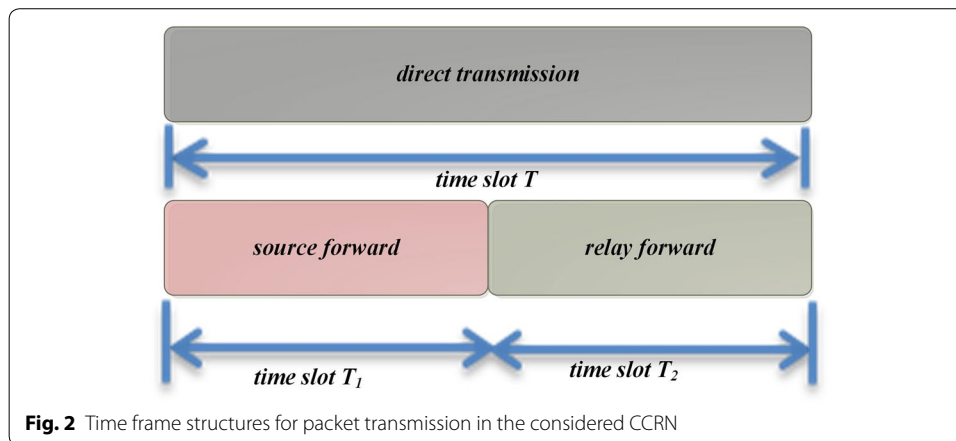 direct transmission
time slot T
source forward
relay forward
time slot T1
time slot T2
Fig. 2 Time frame structures for packet transmission in the considered CCRN